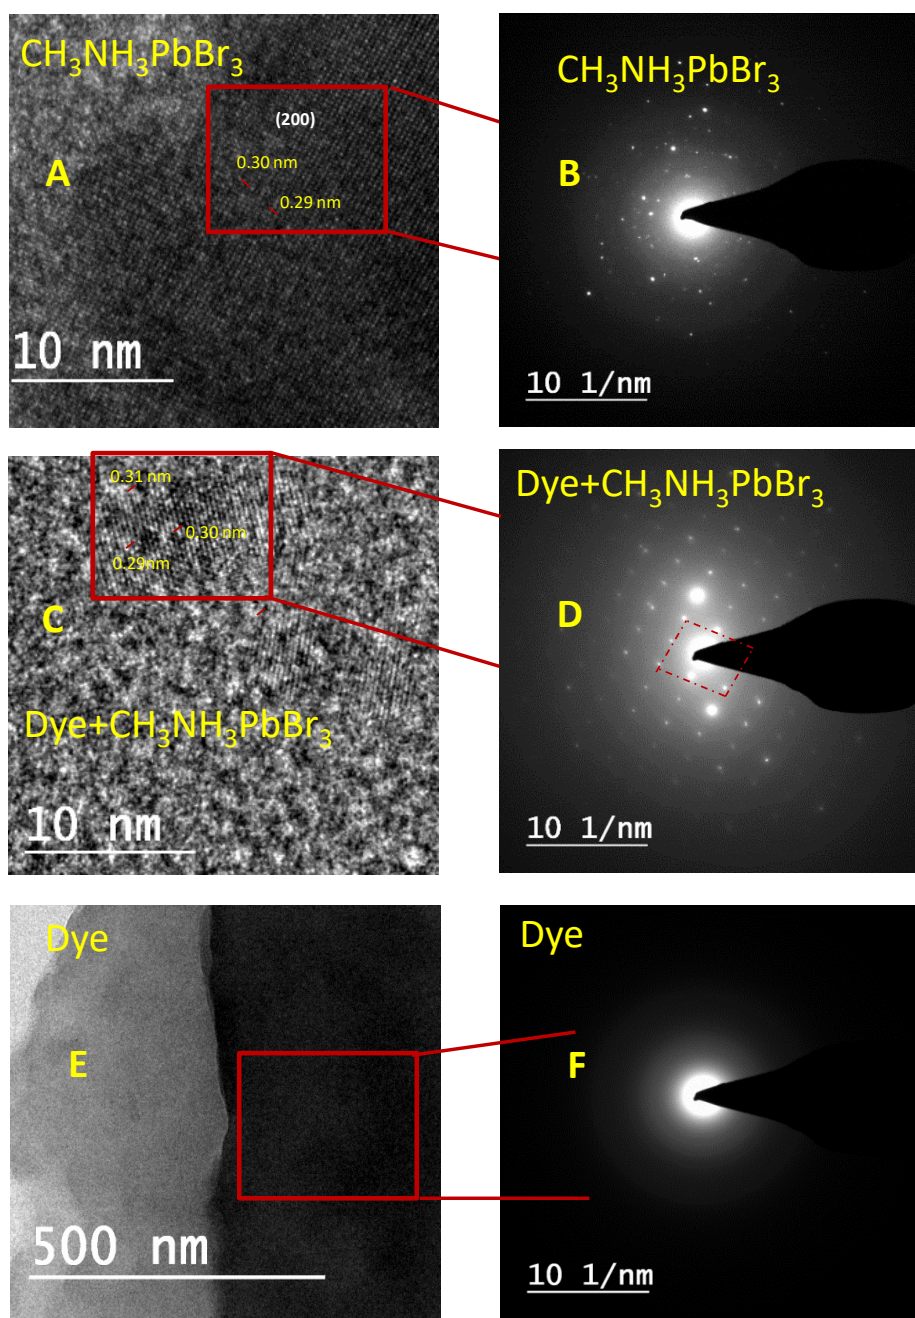 CH₃NH₃PbBr₃
(200)
0.30 nm
A
0.29 nm
10 nm
CH₃NH₃PbBr₃
B
10 1/nm
0.31 nm
0.30 nm
0.29nm
C
Dye+CH₃NH₃PbBr₃
10 nm
Dye+CH₃NH₃PbBr₃
D
10 1/nm
Dye
E
500 nm
Dye
F
10 1/nm